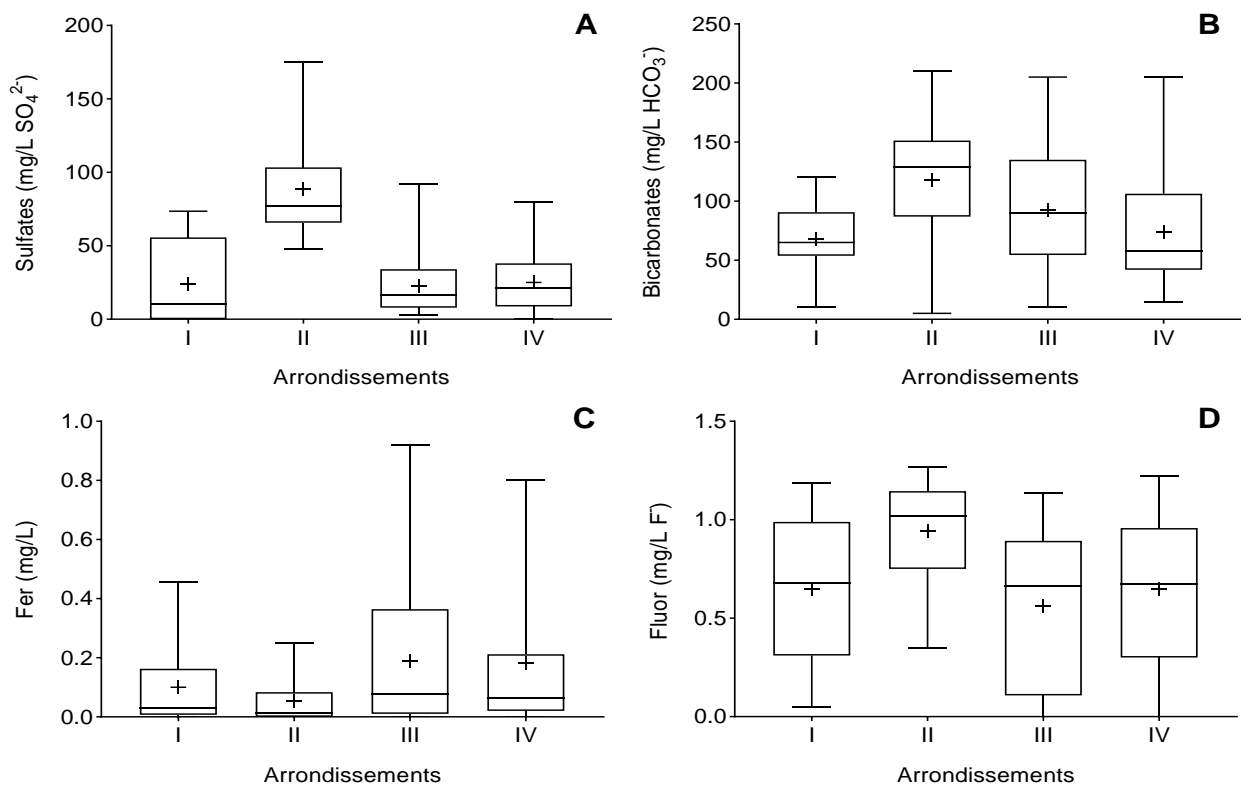 A
Sulfates (mg/L SO₄²⁻)
200
150
100
50
0
I II III IV
Arrondissements
B
Bicarbonates (mg/L HCO₃⁻)
250
200
150
100
50
0
I II III IV
Arrondissements
C
Fer (mg/L)
1.0
0.8
0.6
0.4
0.2
0.0
I II III IV
Arrondissements
D
Fluor (mg/L F⁻)
1.5
1.0
0.5
0.0
I II III IV
Arrondissements